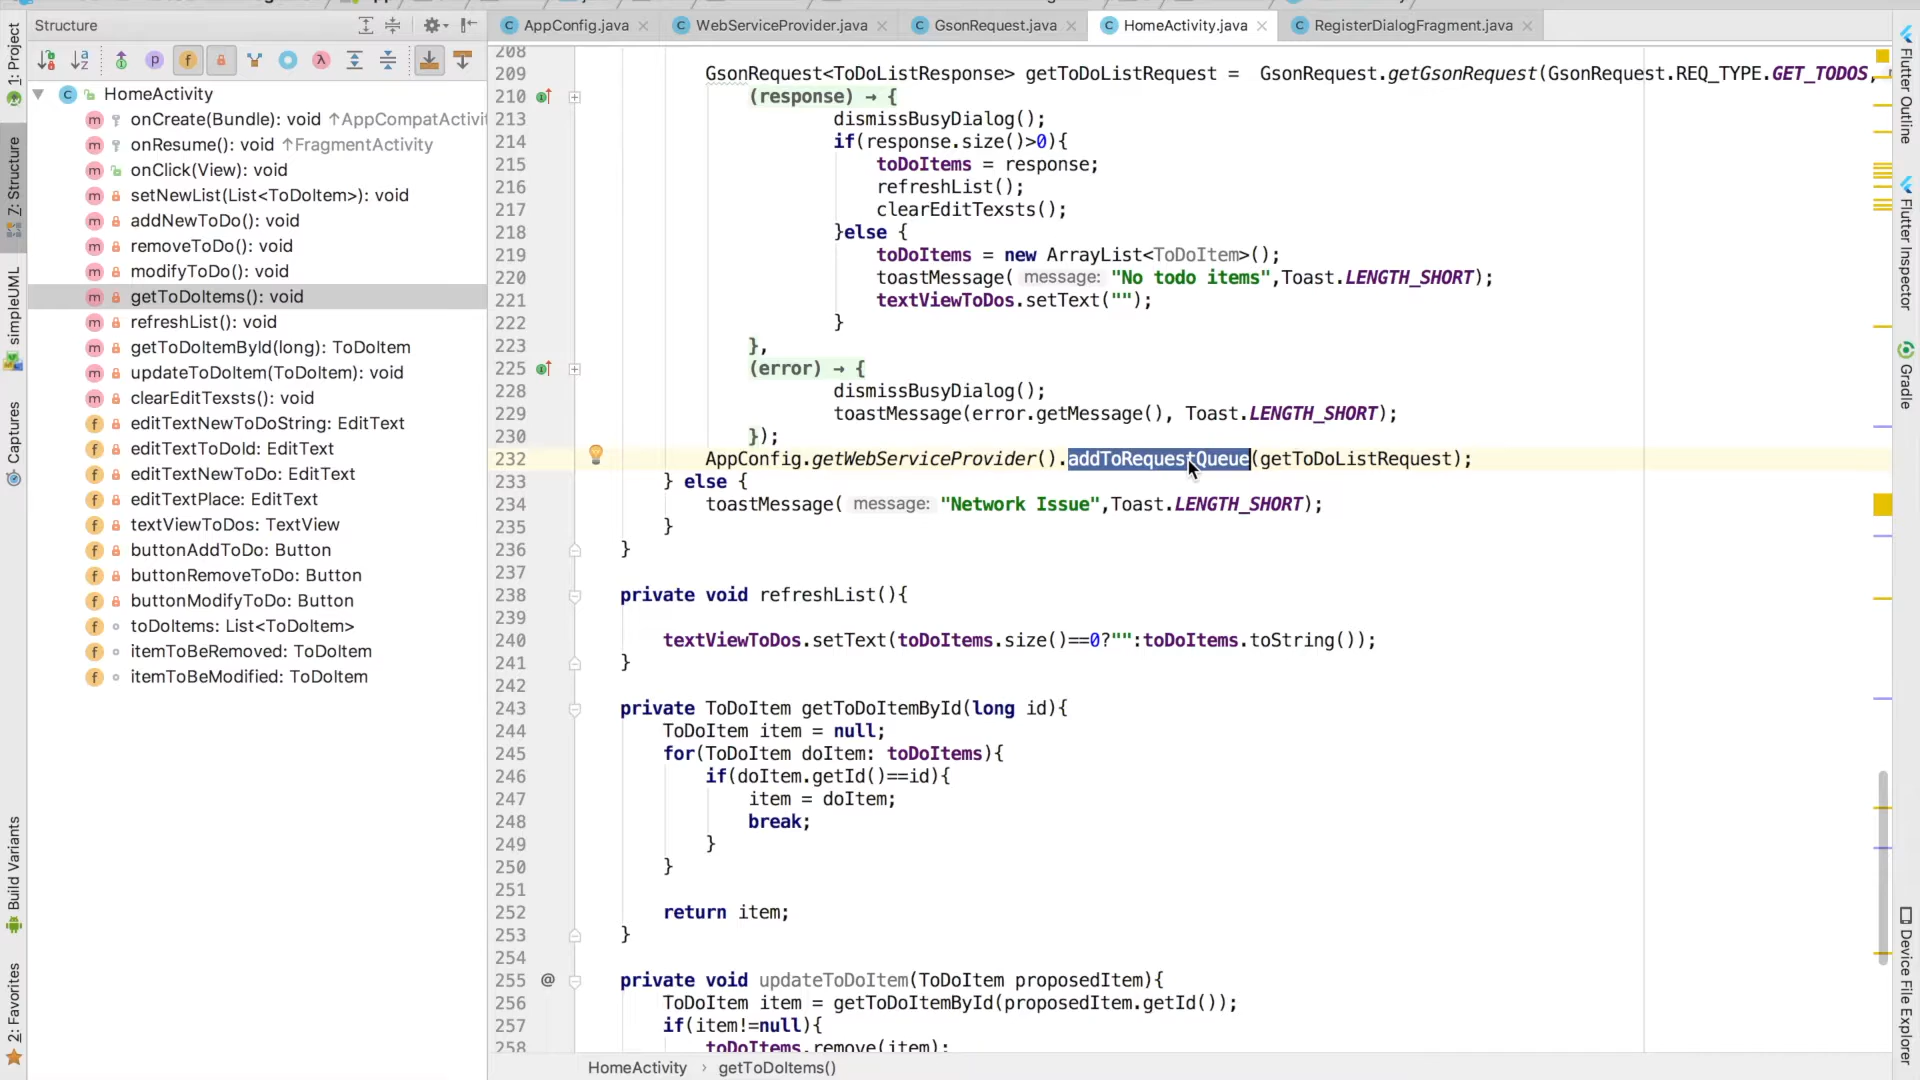 Structure
AppConfig.java
WebServiceProvider.java
GsonRequest.java
HomeActivity.java
RegisterDialogFragment.java
1: Project
Z: Structure
simpleUML
Captures
Build Variants
2: Favorites
HomeActivity
onCreate(Bundle): void ↑AppCompatActivi
onResume(): void ↑FragmentActivity
onClick(View): void
setNewList(List<ToDoItem>): void
addNewToDo(): void
removeToDo(): void
modifyToDo(): void
getToDoItems(): void
refreshList(): void
getToDoItemById(long): ToDoItem
updateToDoItem(ToDoItem): void
clearEditTexsts(): void
editTextNewToDoString: EditText
editTextToDoId: EditText
editTextNewToDo: EditText
editTextPlace: EditText
textViewToDos: TextView
buttonAddToDo: Button
buttonRemoveToDo: Button
buttonModifyToDo: Button
toDoItems: List<ToDoItem>
itemToBeRemoved: ToDoItem
itemToBeModified: ToDoItem
208
209 GsonRequest<ToDoListResponse> getToDoListRequest = GsonRequest.getGsonRequest(GsonRequest.REQ_TYPE.GET_TODOS,
210 (response) → {
213 dismissBusyDialog();
214 if(response.size()>0){
215 toDoItems = response;
216 refreshList();
217 clearEditTexsts();
218 }else {
219 toDoItems = new ArrayList<ToDoItem>();
220 toastMessage( message: "No todo items",Toast.LENGTH_SHORT);
221 textViewToDos.setText("");
222 }
223 },
225 (error) → {
228 dismissBusyDialog();
229 toastMessage(error.getMessage(), Toast.LENGTH_SHORT);
230 });
232 AppConfig.getWebServiceProvider().addToRequestQueue(getToDoListRequest);
233 } else {
234 toastMessage( message: "Network Issue",Toast.LENGTH_SHORT);
235 }
236 }
237
238 private void refreshList(){
239
240 textViewToDos.setText(toDoItems.size()==0?"":toDoItems.toString());
241 }
242
243 private ToDoItem getToDoItemById(long id){
244 ToDoItem item = null;
245 for(ToDoItem doItem: toDoItems){
246 if(doItem.getId()==id){
247 item = doItem;
248 break;
249 }
250 }
251
252 return item;
253 }
254
255 @ private void updateToDoItem(ToDoItem proposedItem){
256 ToDoItem item = getToDoItemById(proposedItem.getId());
257 if(item!=null){
258 toDoItems.remove(item);
HomeActivity › getToDoItems()
Flutter Outline
Flutter Inspector
Gradle
Device File Explorer